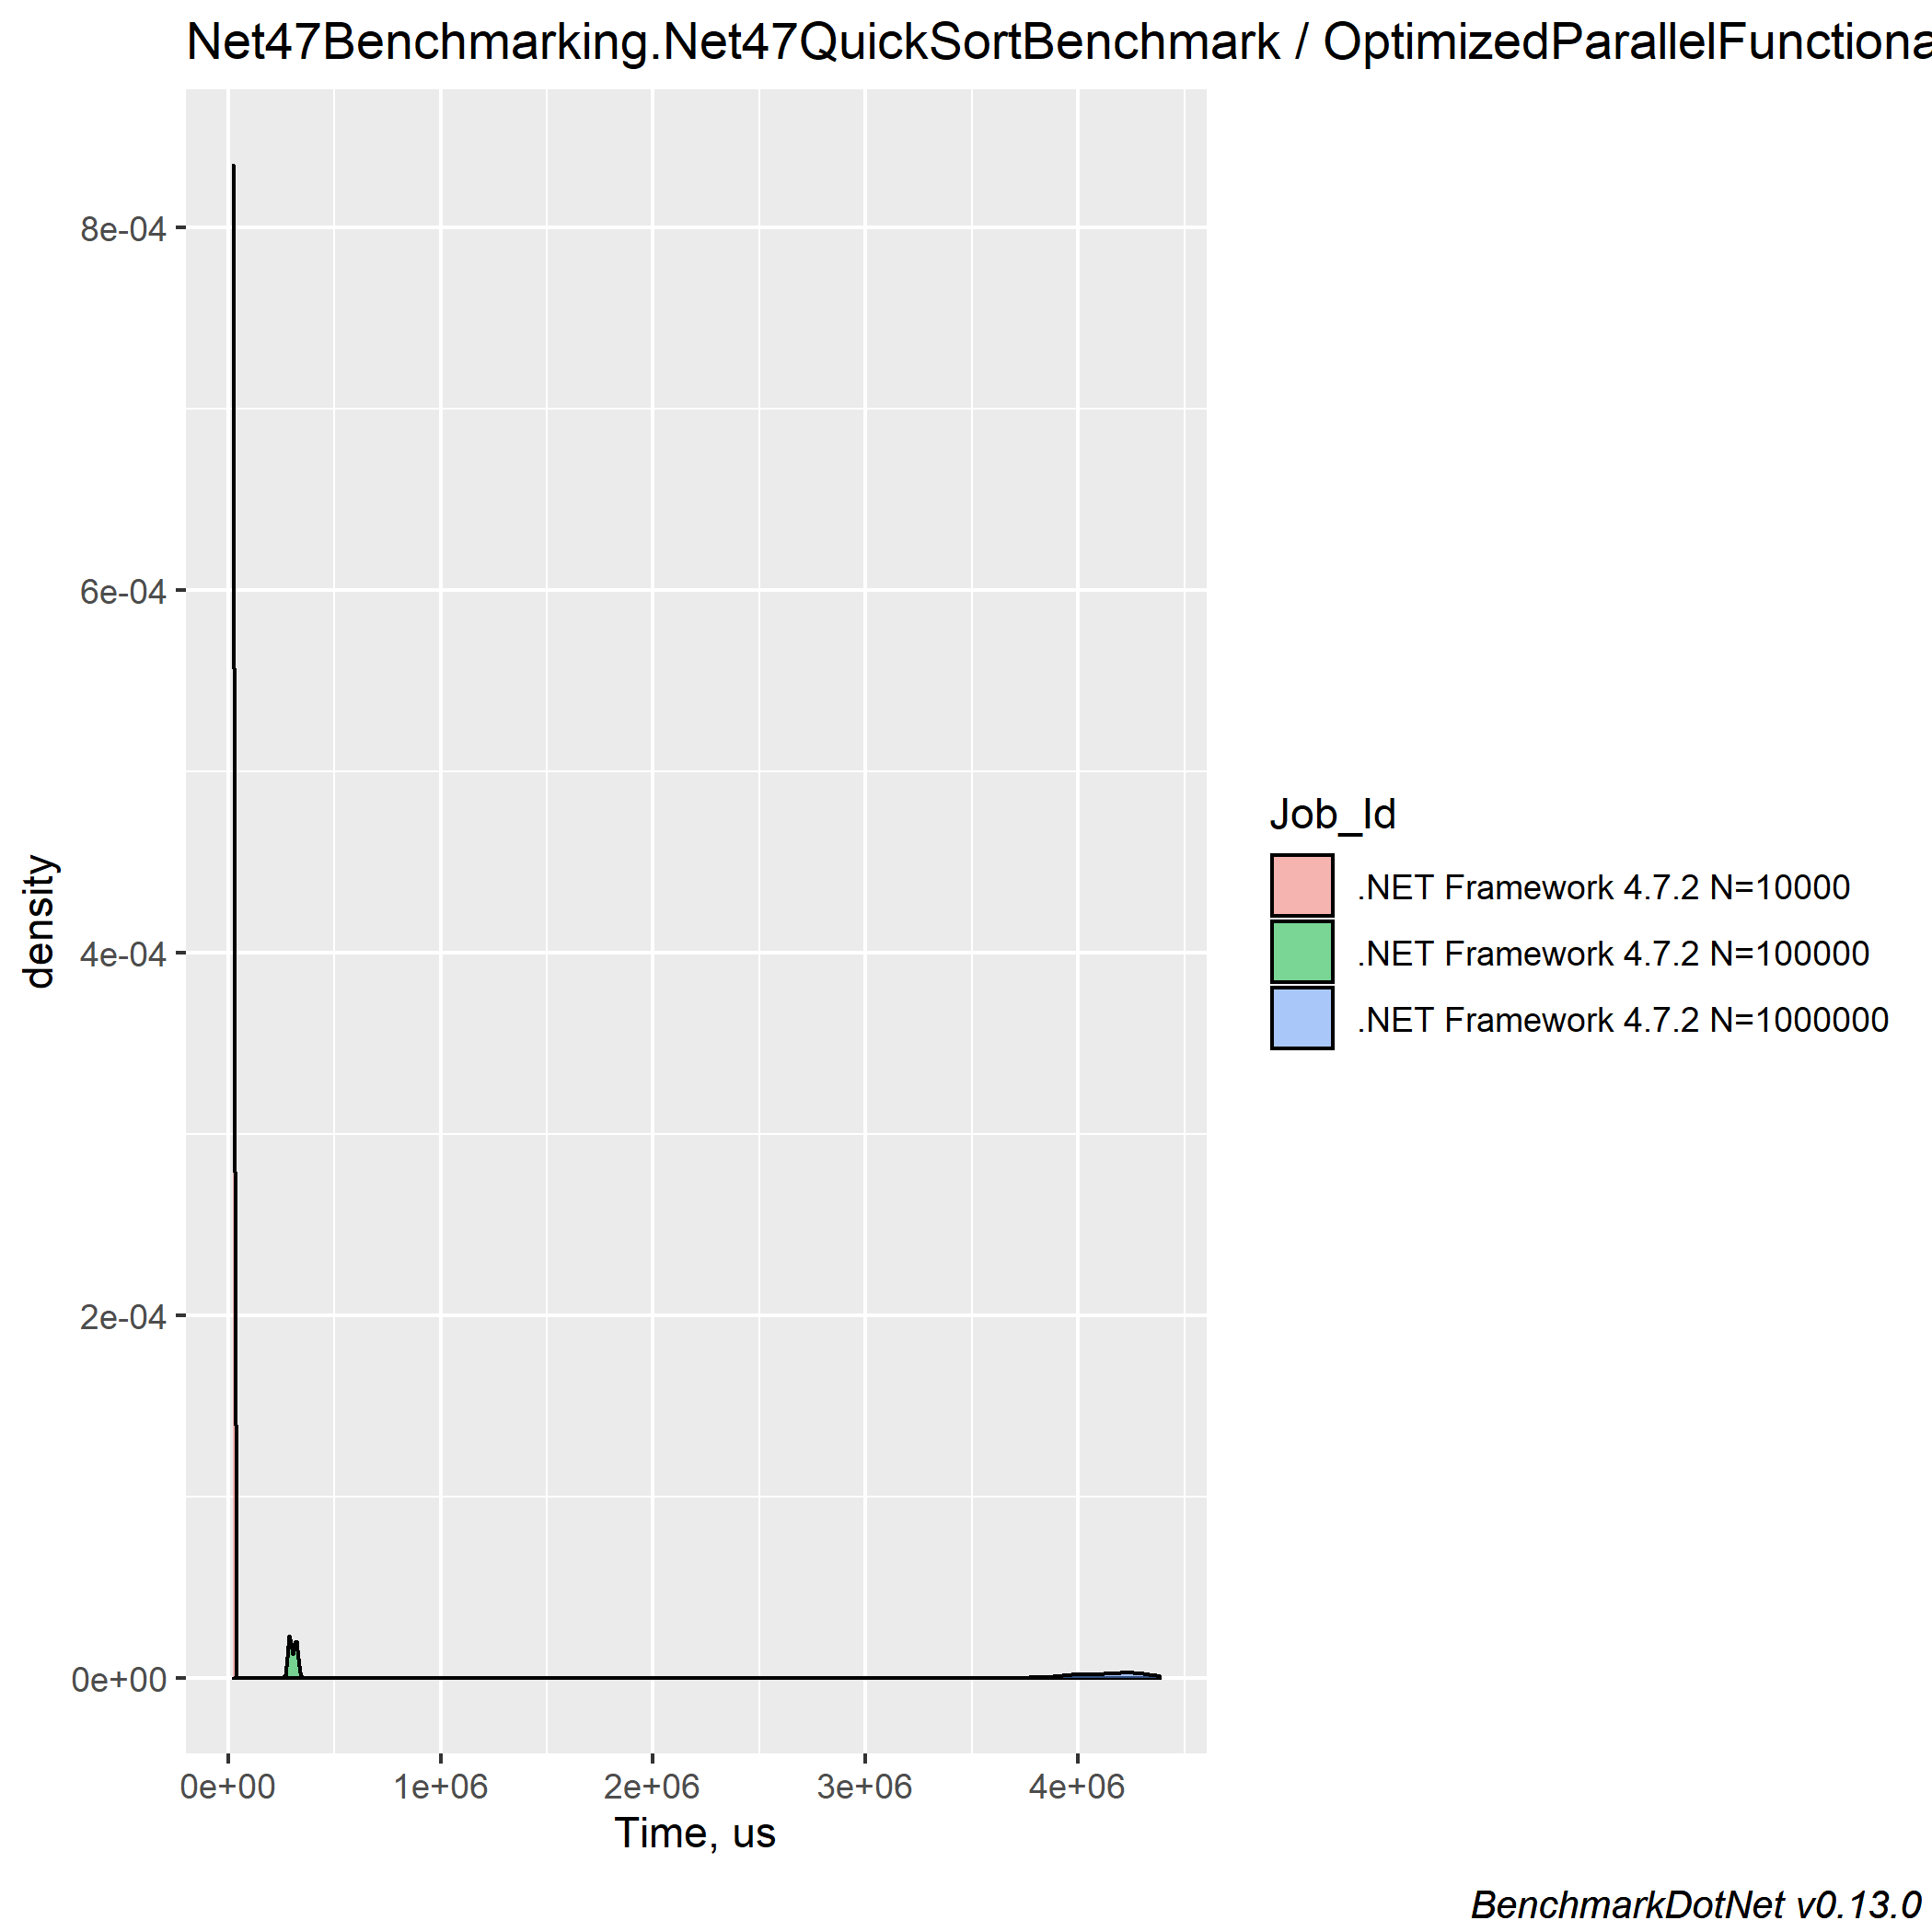 Net47Benchmarking.Net47QuickSortBenchmark / OptimizedParallelFunctiona
density
8e-04
6e-04
4e-04
2e-04
0e+00
0e+00 1e+06 2e+06 3e+06 4e+06
Time, us
Job_Id
.NET Framework 4.7.2 N=10000
.NET Framework 4.7.2 N=100000
.NET Framework 4.7.2 N=1000000
BenchmarkDotNet v0.13.0